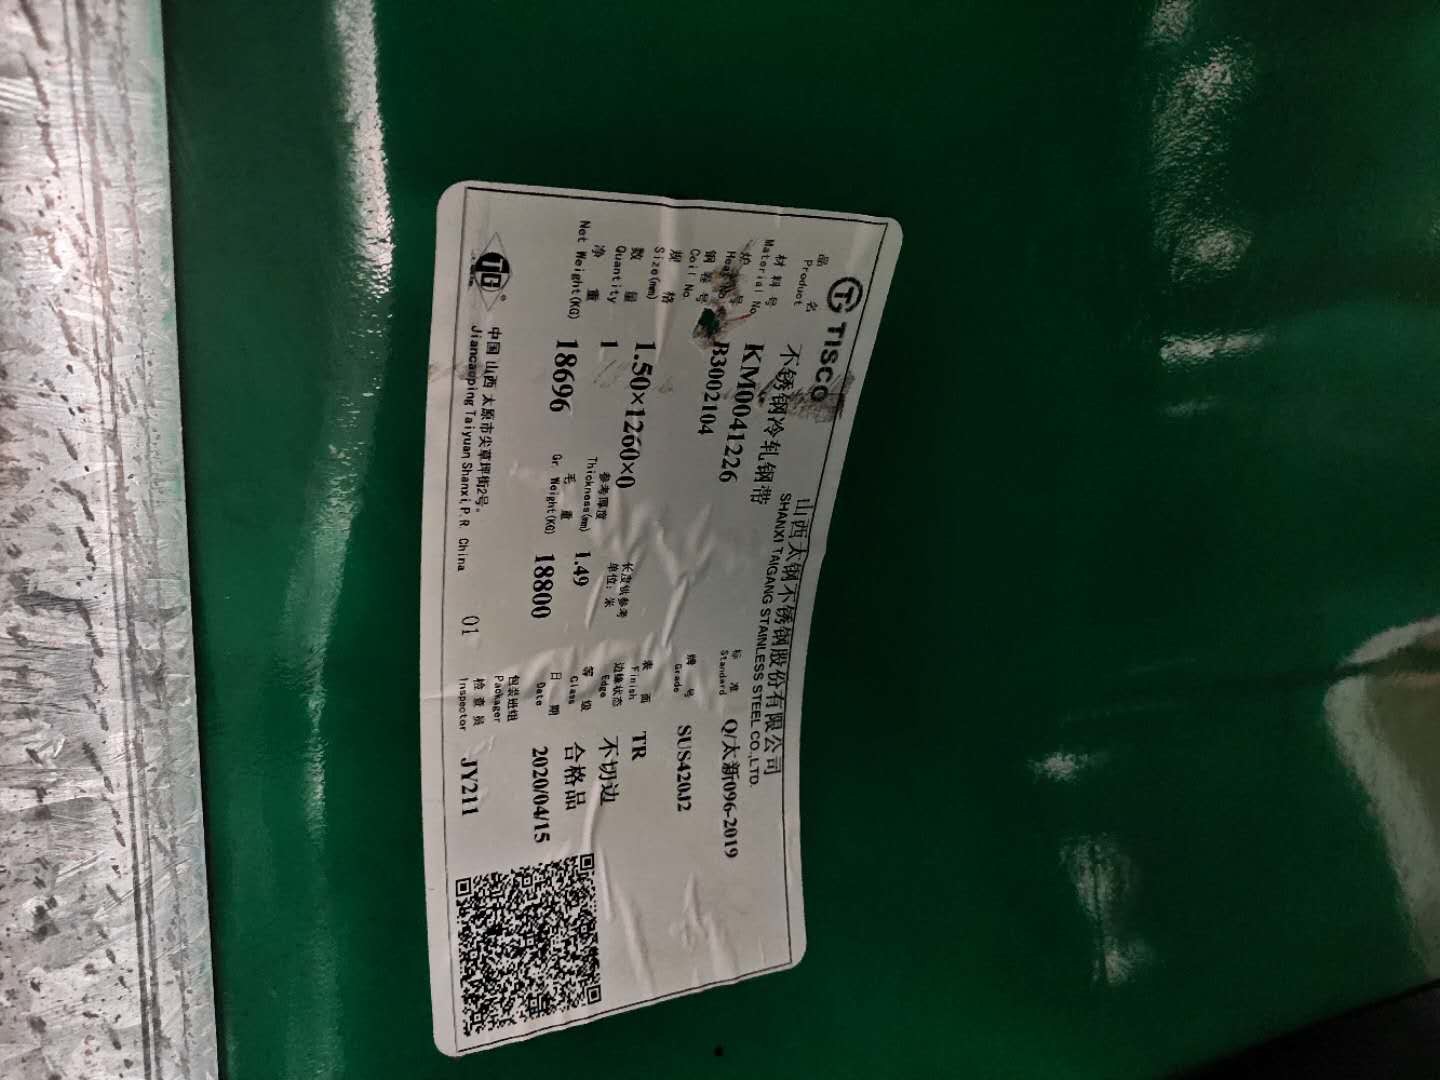 TISCO
山西太钢不锈钢股份有限公司
SHANXI TAIGANG STAINLESS STEEL CO.,LTD.
品 名 不锈钢冷轧钢带 标 准 Q/太新096-2019
Product Standard
材料号 KM0041226
Material No
炉 号 B3002104 牌 号 SUS420J2
Grade
钢卷号
Coil No
规 格 1.50×1260×0 长度供参考 表 面 TR
Size(mm) 单位: 米 Finish
数 量 1 参考厚度 1.49 边缘状态 不切边
Quantity Thickness(mm) Edge
净 重 18696 毛 重 18800 等 级 合格品
Net Weight(KG) Gr. Weight(KG) Class
日 期 2020/04/15
Date
包装班组
Packager
TG ® 中国 山西 太原市尖草坪街2号。 01 检 查 员 JY211
Jiancaoping Taiyuan Shanxi,P.R. China Inspector